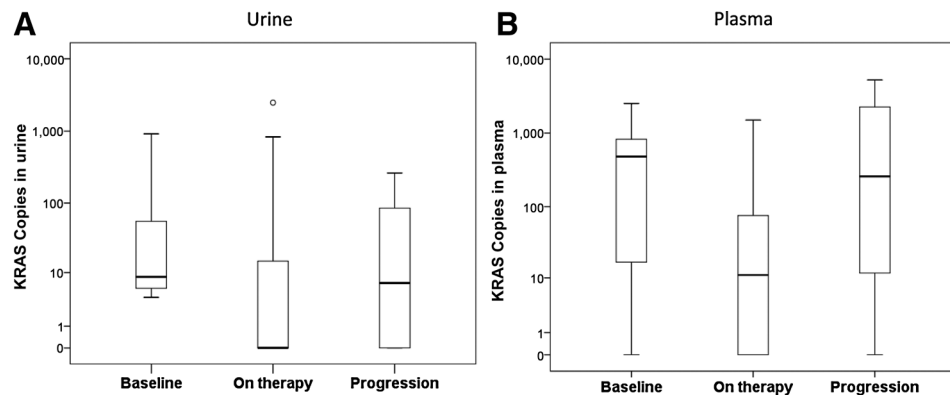 A
Urine
KRAS Copies in urine
10,000
1,000
100
10
1
0
Baseline
On therapy
Progression
B
Plasma
KRAS Copies in plasma
10,000
1,000
100
10
1
0
Baseline
On therapy
Progression